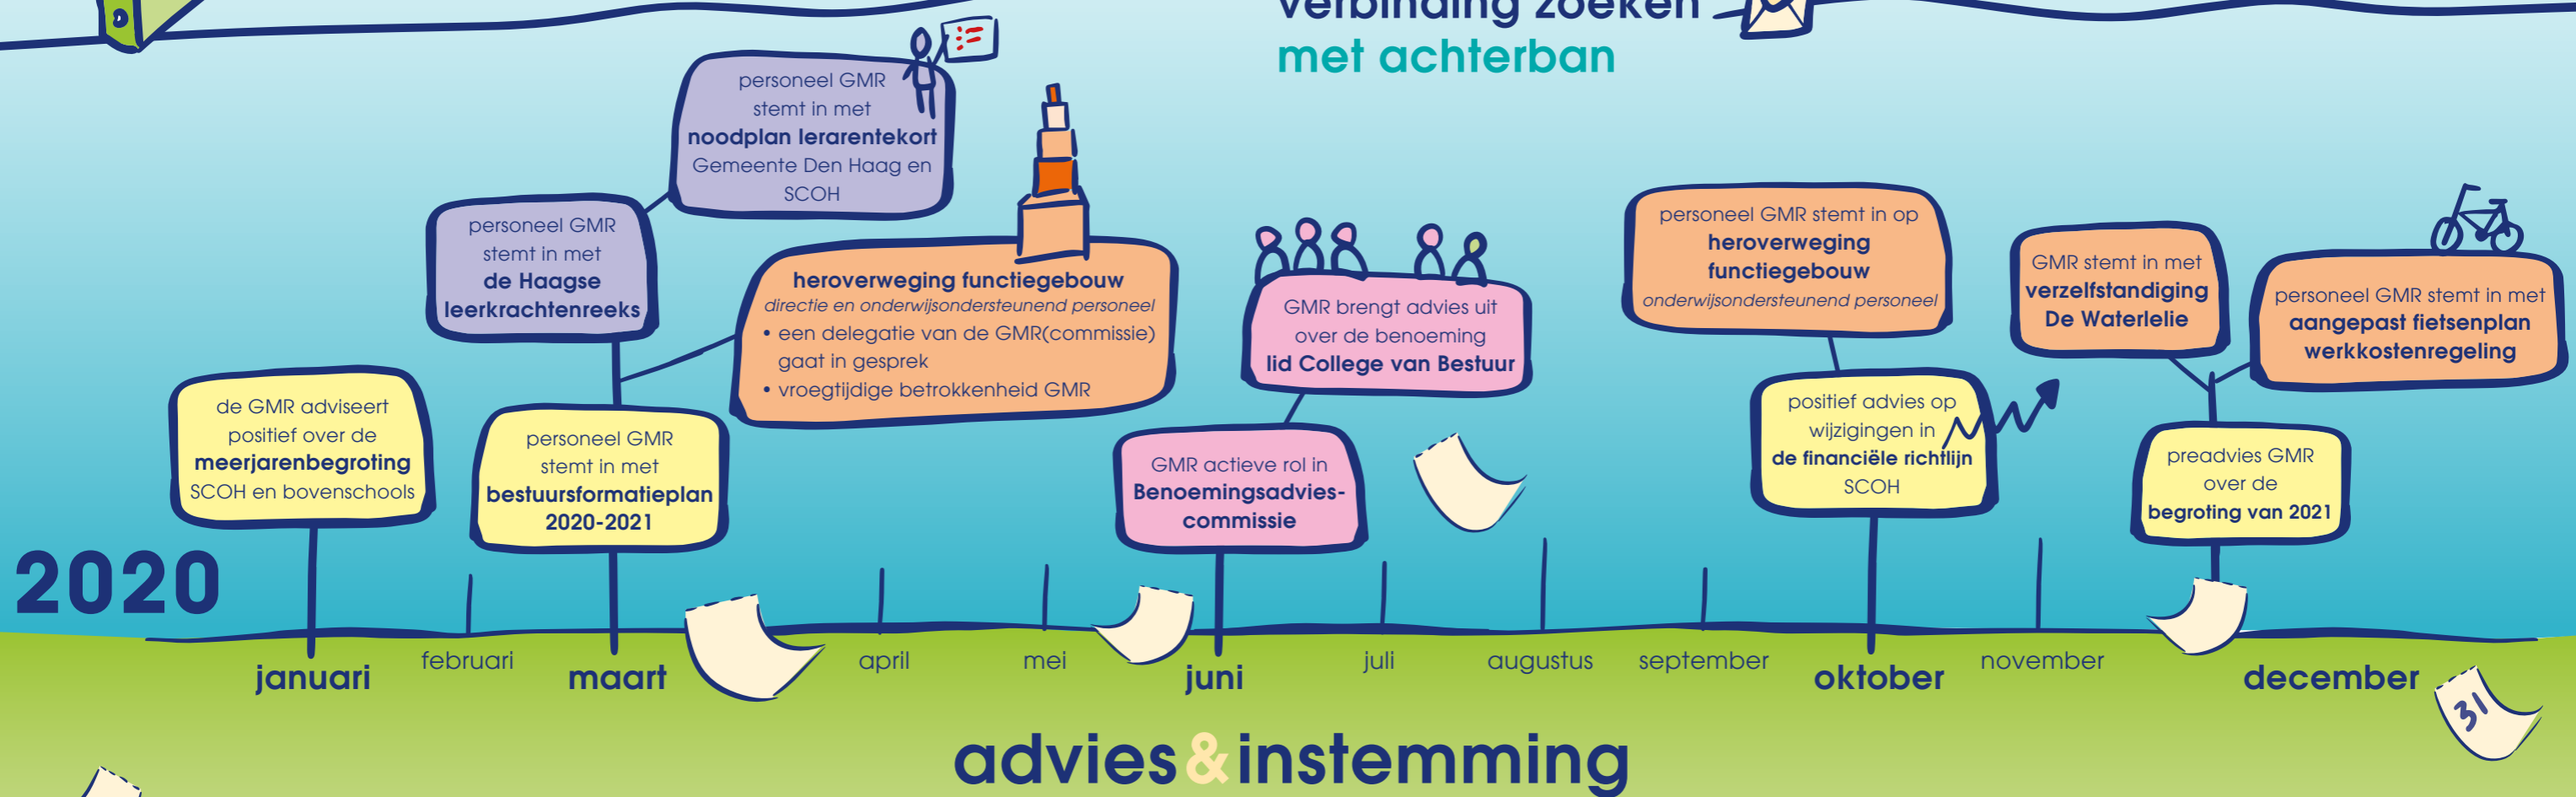 verbinding zoeken
met achterban
personeel GMR
stemt in met
noodplan lerarentekort
Gemeente Den Haag en
SCOH
personeel GMR
stemt in met
de Haagse
leerkrachtenreeks
heroverweging functiegebouw
directie en onderwijsondersteunend personeel
• een delegatie van de GMR(commissie)
gaat in gesprek
• vroegtijdige betrokkenheid GMR
de GMR adviseert
positief over de
meerjarenbegroting
SCOH en bovenschools
personeel GMR
stemt in met
bestuursformatieplan
2020-2021
GMR brengt advies uit
over de benoeming
lid College van Bestuur
GMR actieve rol in
Benoemingsadvies-
commissie
personeel GMR stemt in op
heroverweging
functiegebouw
onderwijsondersteunend personeel
positief advies op
wijzigingen in
de financiële richtlijn
SCOH
GMR stemt in met
verzelfstandiging
De Waterlelie
personeel GMR stemt in met
aangepast fietsenplan
werkkostenregeling
preadvies GMR
over de
begroting van 2021
2020
januari
februari
maart
april
mei
juni
juli
augustus
september
oktober
november
december
31
advies & instemming